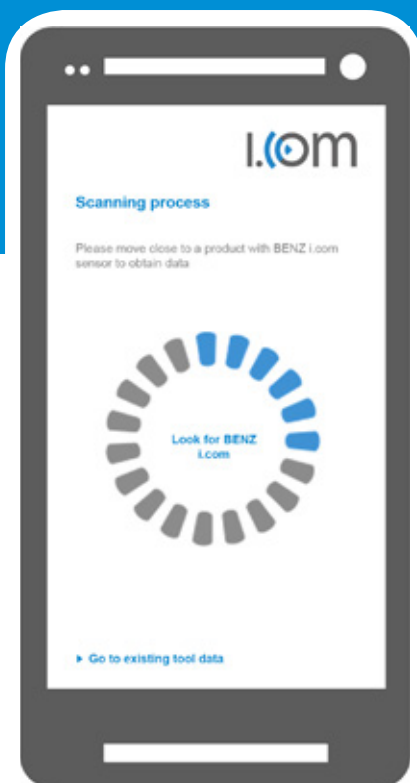 i.com
Scanning process
Please move close to a product with BENZ i.com
sensor to obtain data
Look for BENZ
i.com
Go to existing tool data